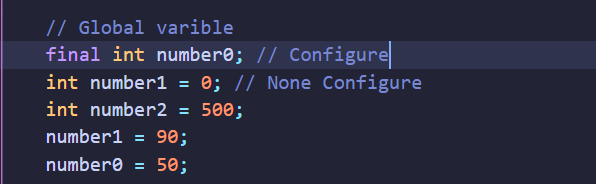 // Global varible
final int number0; // Configure
int number1 = 0; // None Configure
int number2 = 500;
number1 = 90;
number0 = 50;